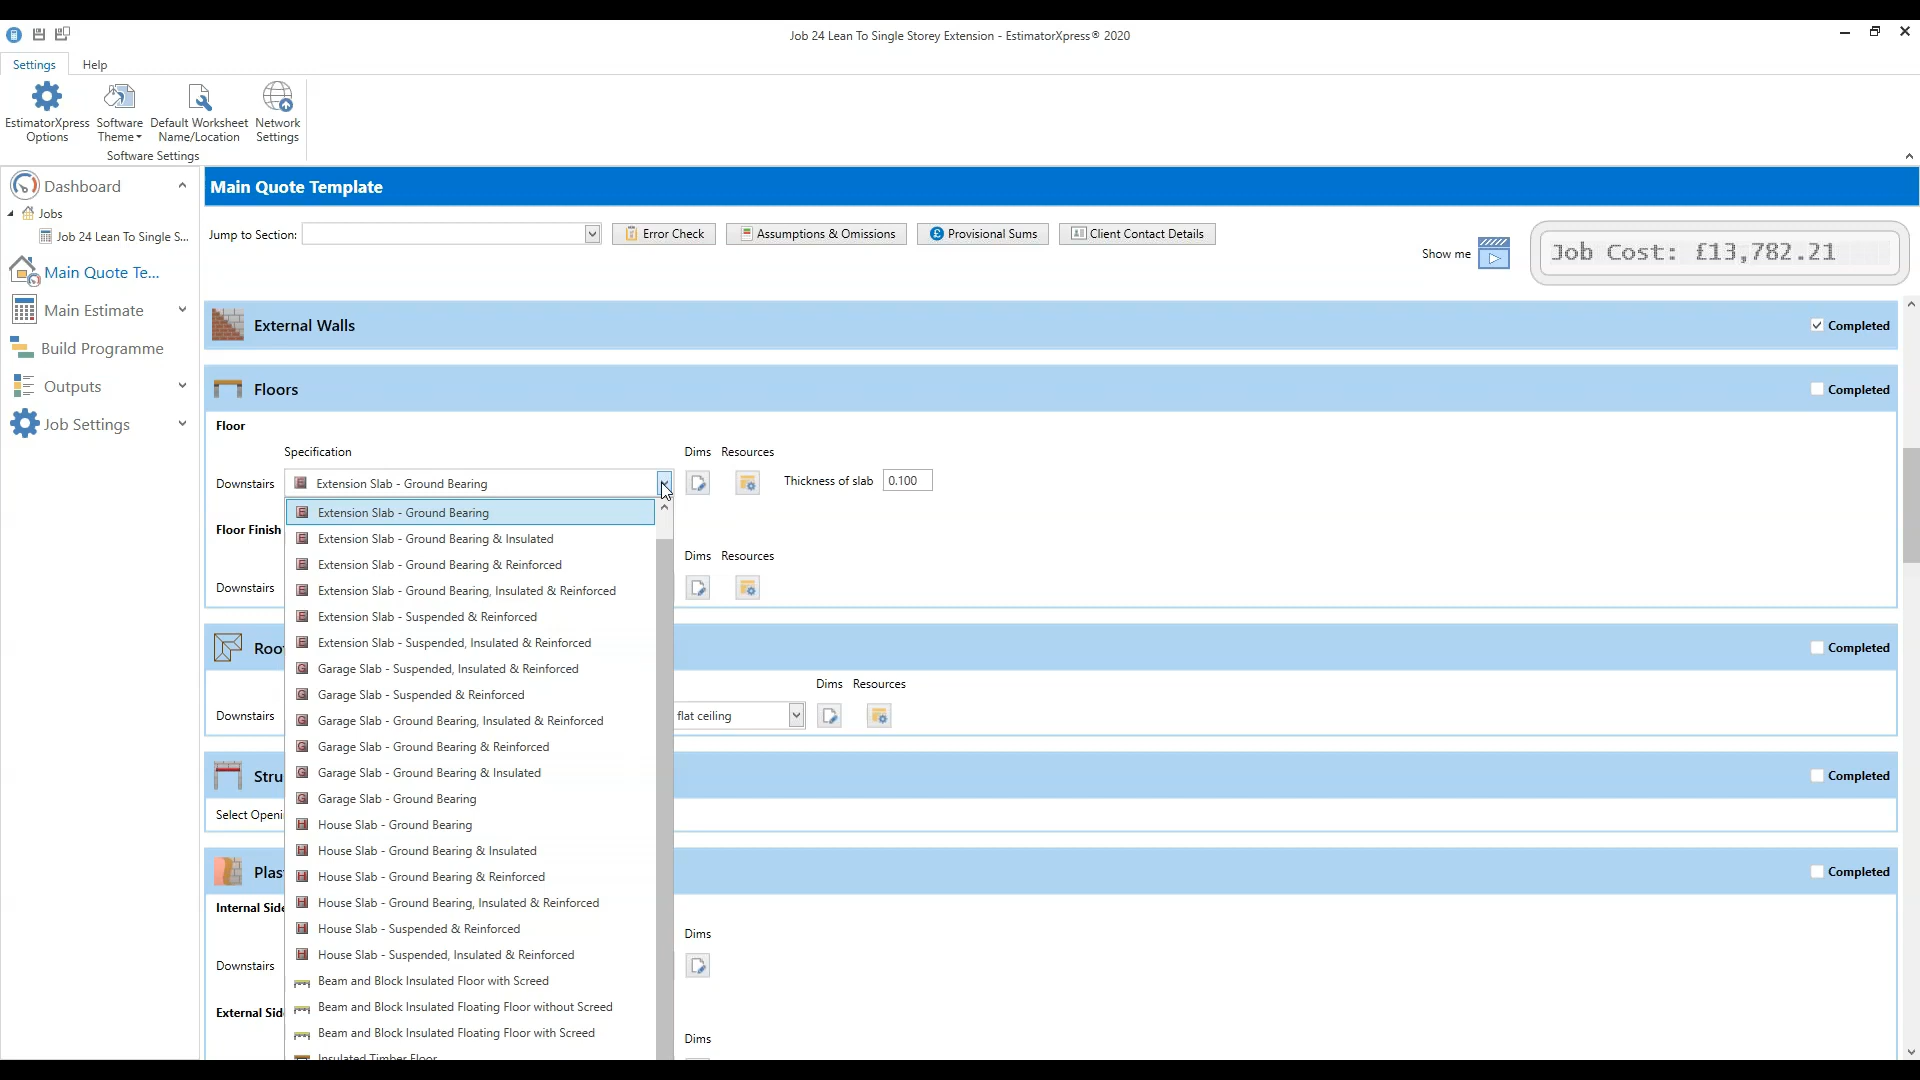 Job 24 Lean To Single Storey Extension - EstimatorXpress® 2020
Settings Help
EstimatorXpress Options
Software Theme
Default Worksheet Name/Location
Network Settings
Software Settings
Dashboard
Jobs
Job 24 Lean To Single S...
Main Quote Te...
Main Estimate
Build Programme
Outputs
Job Settings
Main Quote Template
Jump to Section:
Error Check
Assumptions & Omissions
Provisional Sums
Client Contact Details
Show me
Job Cost: £13,782.21
External Walls
Completed
Floors
Completed
Floor
Specification
Dims Resources
Downstairs
Extension Slab - Ground Bearing
Thickness of slab 0.100
Extension Slab - Ground Bearing
Extension Slab - Ground Bearing & Insulated
Extension Slab - Ground Bearing & Reinforced
Extension Slab - Ground Bearing, Insulated & Reinforced
Extension Slab - Suspended & Reinforced
Extension Slab - Suspended, Insulated & Reinforced
Garage Slab - Suspended, Insulated & Reinforced
Garage Slab - Suspended & Reinforced
Garage Slab - Ground Bearing, Insulated & Reinforced
Garage Slab - Ground Bearing & Reinforced
Garage Slab - Ground Bearing & Insulated
Garage Slab - Ground Bearing
House Slab - Ground Bearing
House Slab - Ground Bearing & Insulated
House Slab - Ground Bearing & Reinforced
House Slab - Ground Bearing, Insulated & Reinforced
House Slab - Suspended & Reinforced
House Slab - Suspended, Insulated & Reinforced
Beam and Block Insulated Floor with Screed
Beam and Block Insulated Floating Floor without Screed
Beam and Block Insulated Floating Floor with Screed
Insulated Timber Floor
Floor Finish
Dims Resources
Downstairs
Roo
Completed
Dims Resources
Downstairs
flat ceiling
Stru
Completed
Select Openi
Plas
Completed
Internal Side
Dims
Downstairs
External Sid
Dims